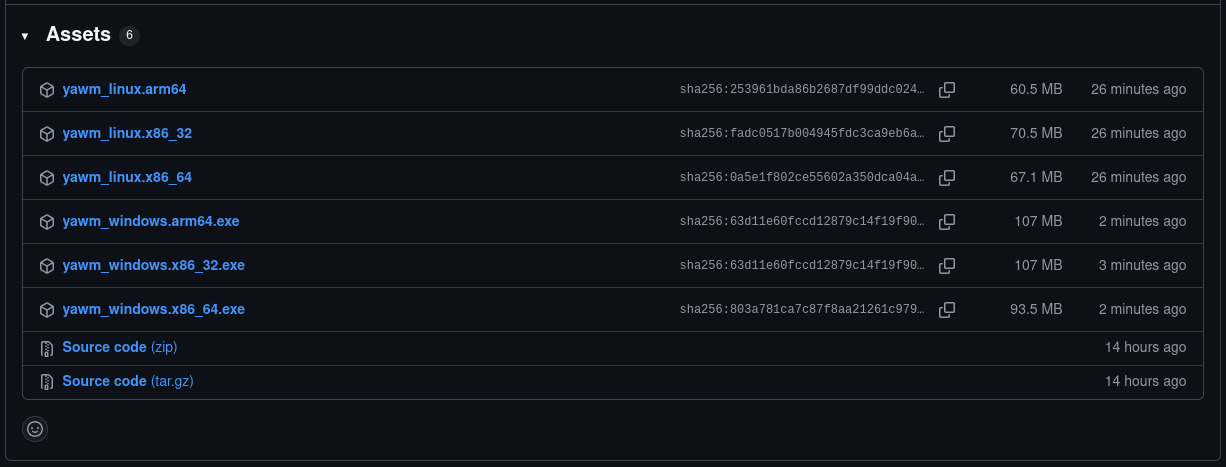 Assets 6
yawm_linux.arm64 sha256:253961bda86b2687df99ddc024… 60.5 MB 26 minutes ago
yawm_linux.x86_32 sha256:fadc0517b004945fdc3ca9eb6a… 70.5 MB 26 minutes ago
yawm_linux.x86_64 sha256:0a5e1f802ce55602a350dca04a… 67.1 MB 26 minutes ago
yawm_windows.arm64.exe sha256:63d11e60fccd12879c14f19f90… 107 MB 2 minutes ago
yawm_windows.x86_32.exe sha256:63d11e60fccd12879c14f19f90… 107 MB 3 minutes ago
yawm_windows.x86_64.exe sha256:803a781ca7c87f8aa21261c979… 93.5 MB 2 minutes ago
Source code (zip) 14 hours ago
Source code (tar.gz) 14 hours ago